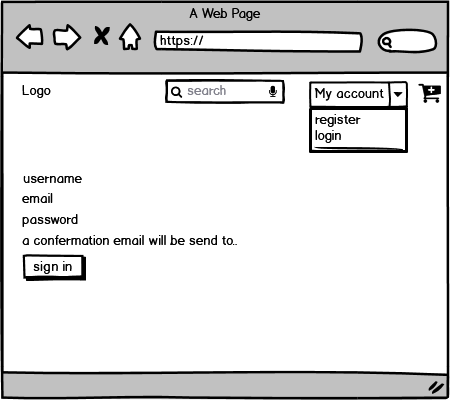 A Web Page
https://
Logo
search
My account
register
login
username
email
password
a confermation email will be send to..
sign in